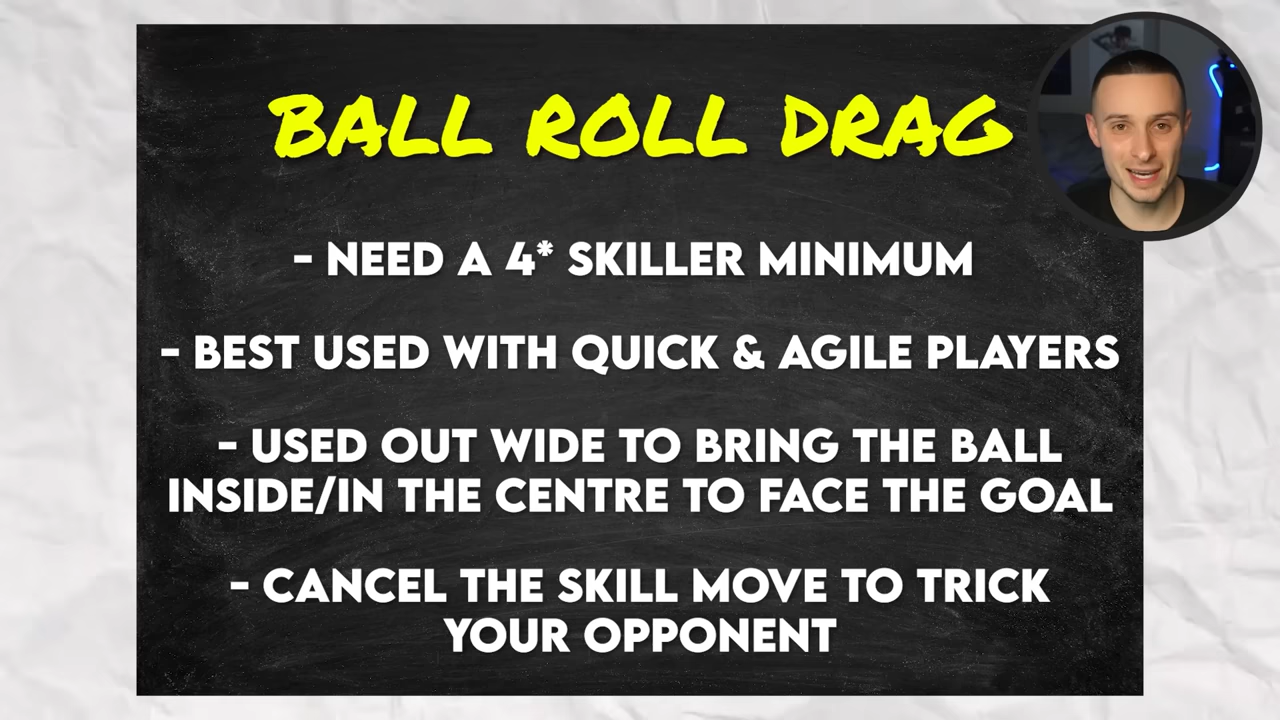 BALL ROLL DRAG
- NEED A 4* SKILLER MINIMUM
- BEST USED WITH QUICK & AGILE PLAYERS
- USED OUT WIDE TO BRING THE BALL
INSIDE/IN THE CENTRE TO FACE THE GOAL
- CANCEL THE SKILL MOVE TO TRICK
YOUR OPPONENT